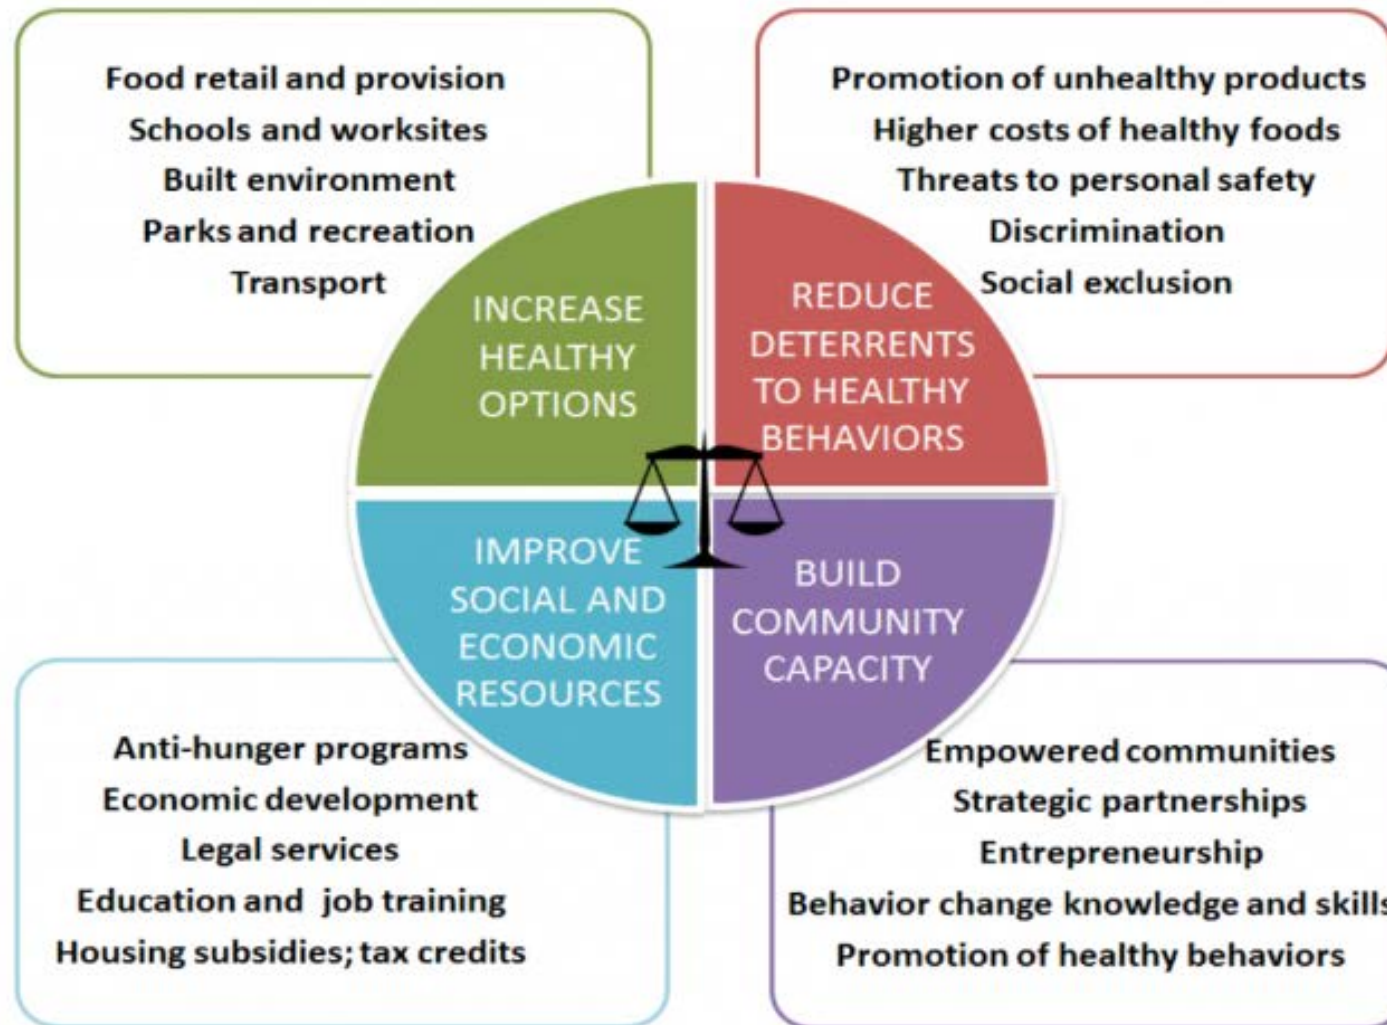 Food retail and provision
Schools and worksites
Built environment
Parks and recreation
Transport
Promotion of unhealthy products
Higher costs of healthy foods
Threats to personal safety
Discrimination
Social exclusion
INCREASE
HEALTHY
OPTIONS
REDUCE
DETERRENTS
TO HEALTHY
BEHAVIORS
IMPROVE
SOCIAL AND
ECONOMIC
RESOURCES
BUILD
COMMUNITY
CAPACITY
Anti-hunger programs
Economic development
Legal services
Education and job training
Housing subsidies; tax credits
Empowered communities
Strategic partnerships
Entrepreneurship
Behavior change knowledge and skills
Promotion of healthy behaviors